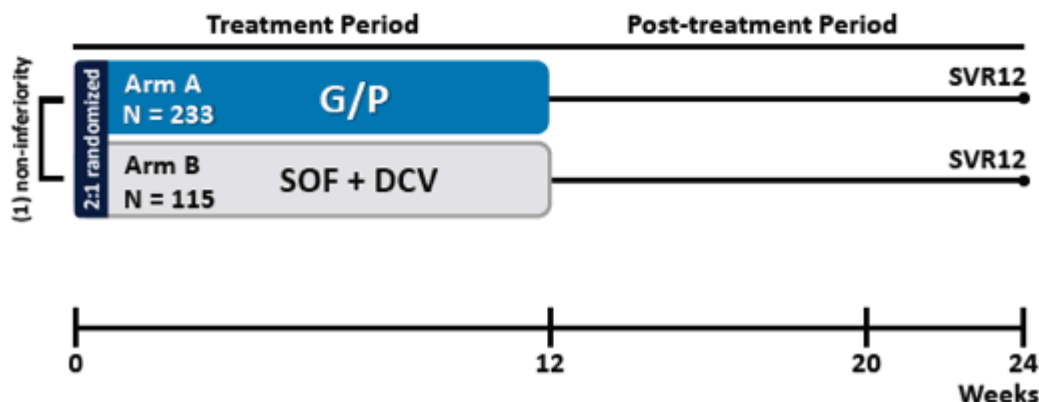 Treatment Period
Post-treatment Period
(1) non-inferiority
2:1 randomized
Arm A
N = 233
G/P
SVR12
Arm B
N = 115
SOF + DCV
SVR12
0
12
20
24
Weeks